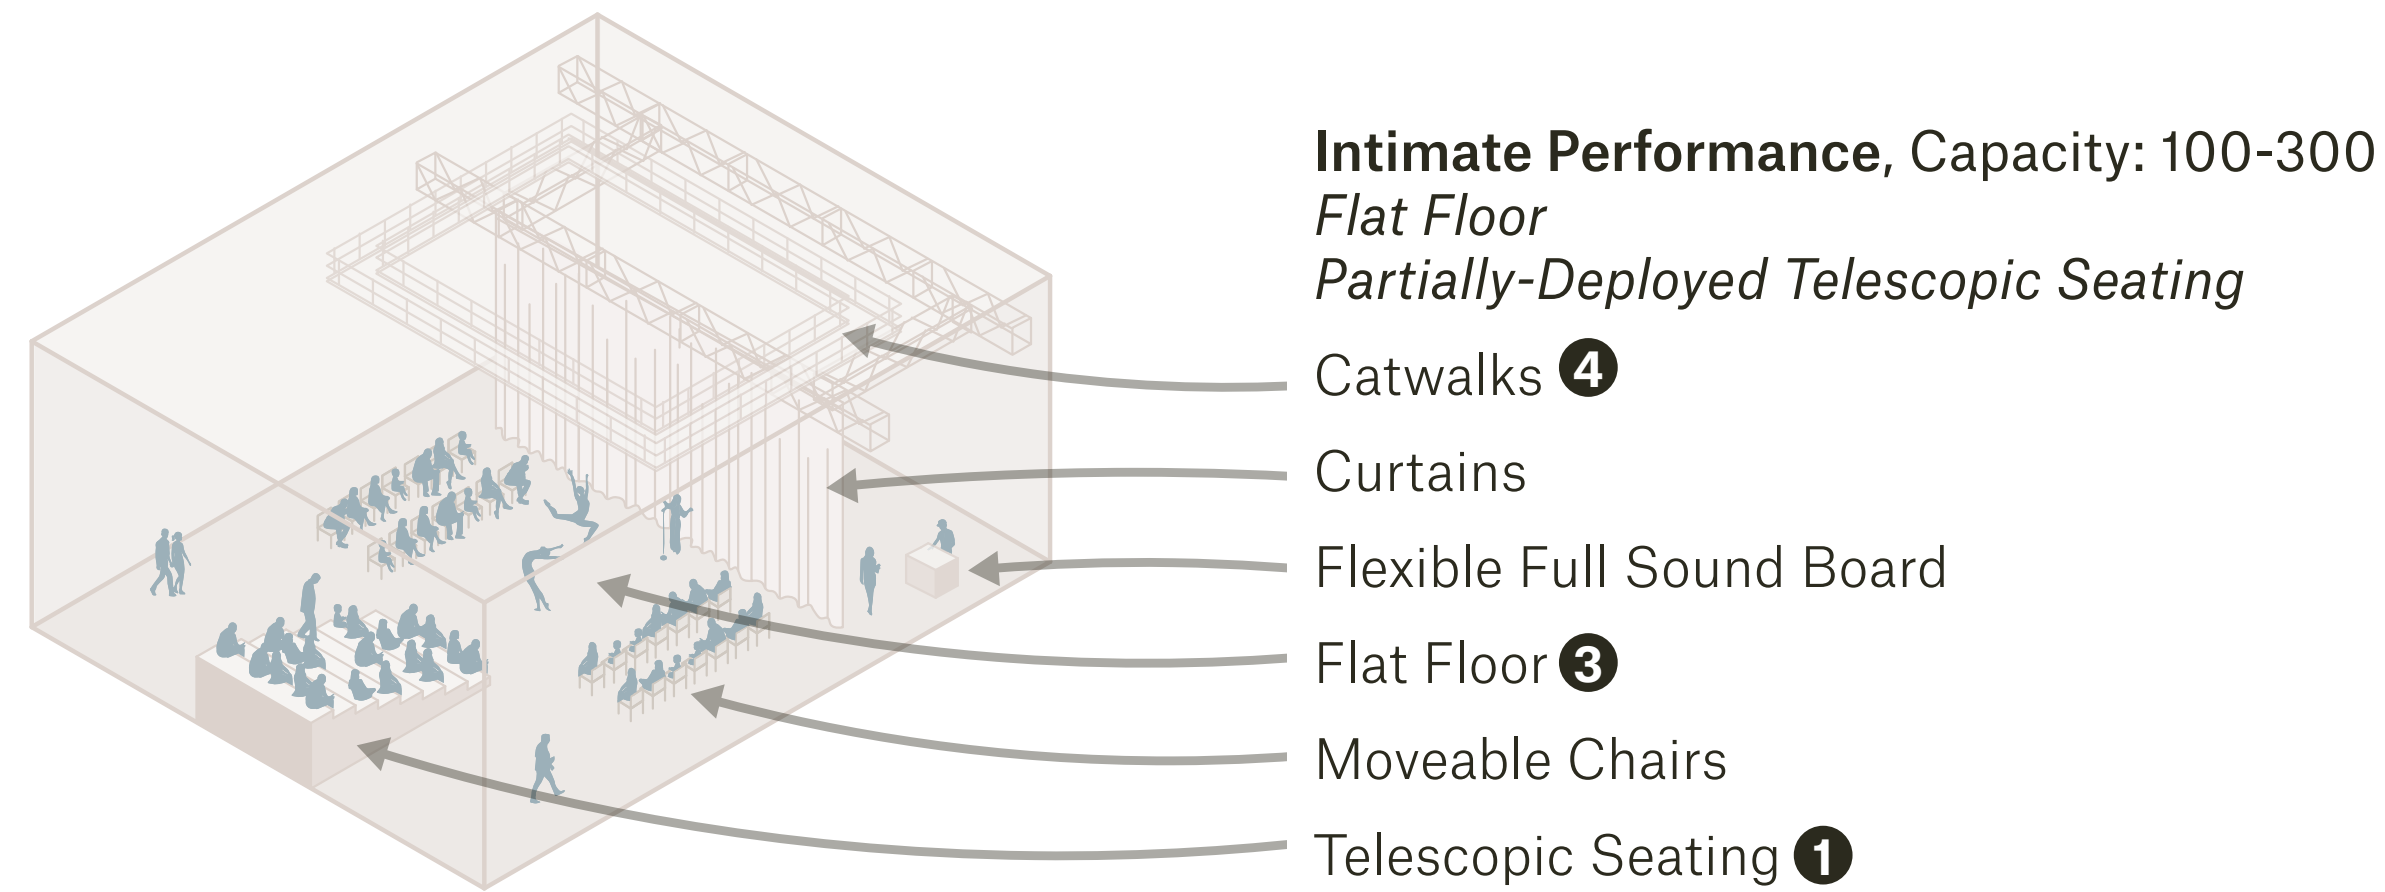 Intimate Performance, Capacity: 100-300
Flat Floor
Partially-Deployed Telescopic Seating
Catwalks 4
Curtains
Flexible Full Sound Board
Flat Floor 3
Moveable Chairs
Telescopic Seating 1